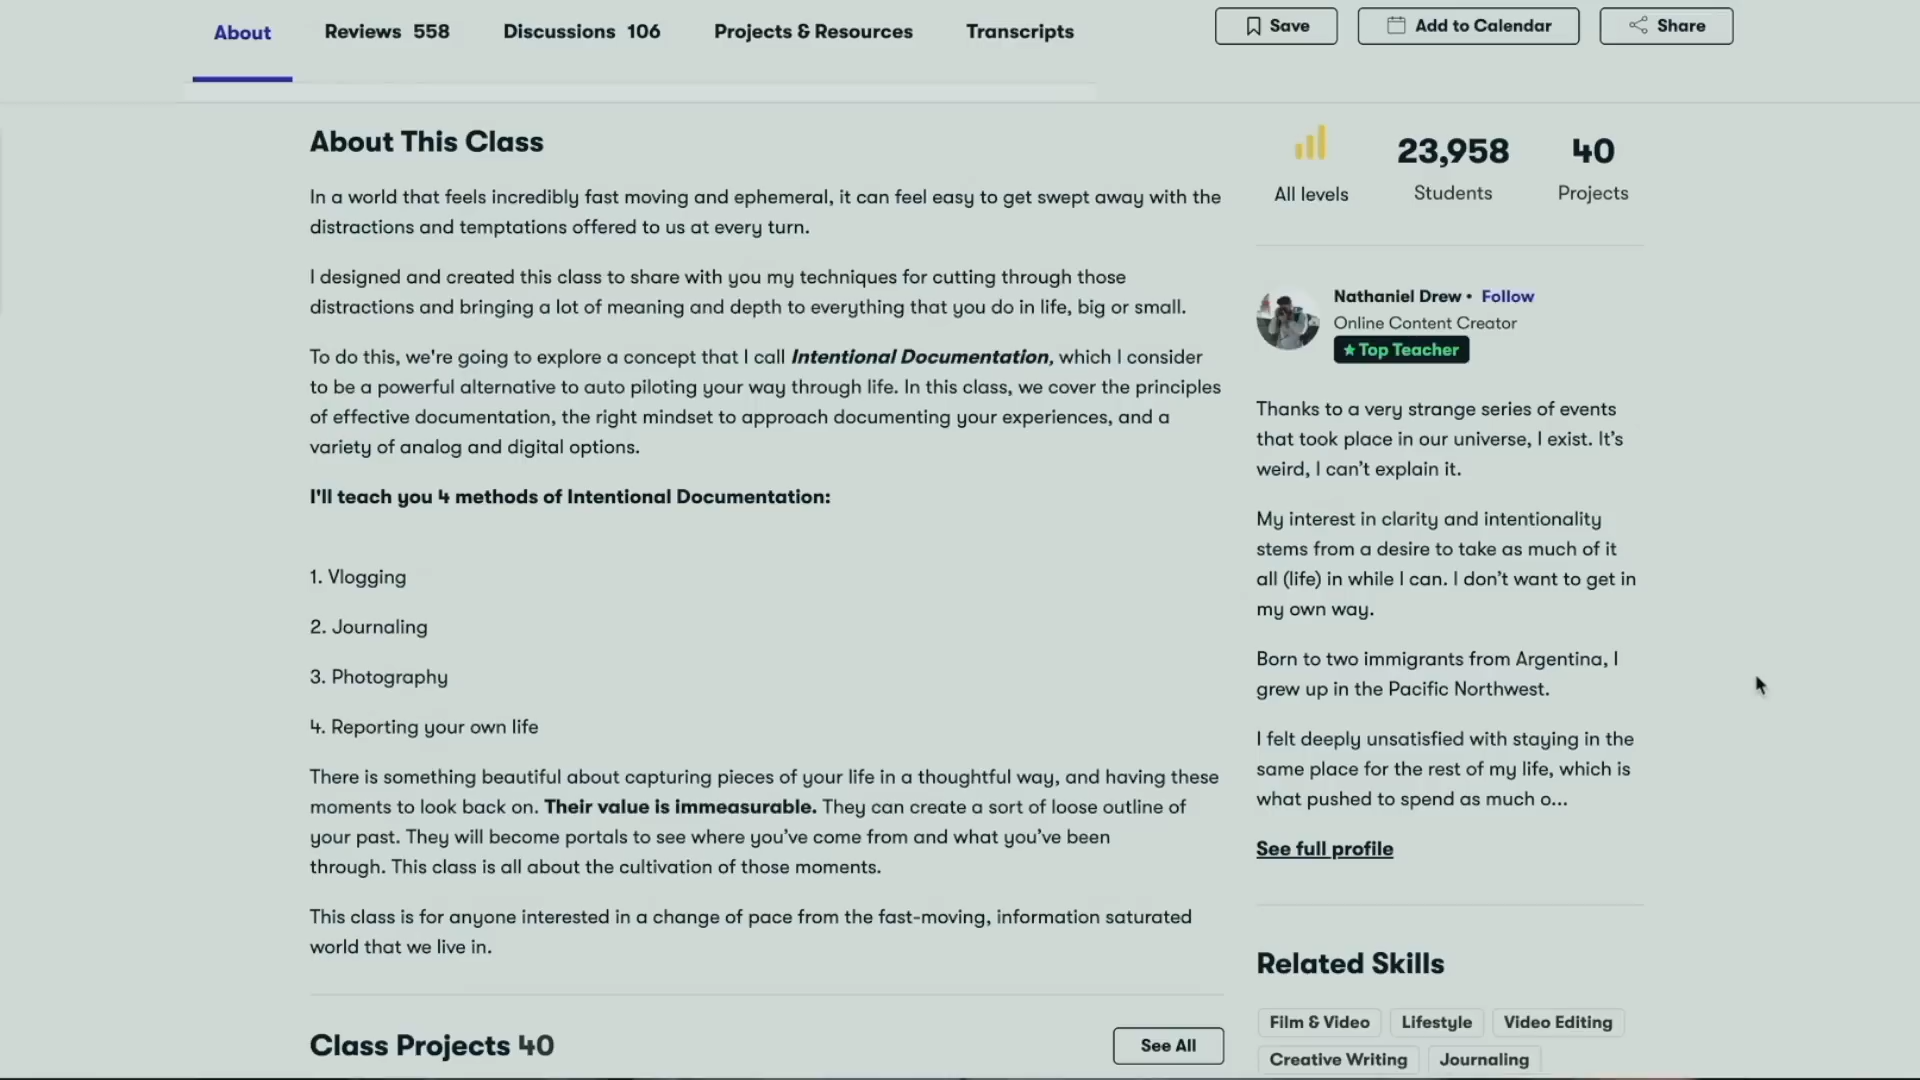 About
Reviews 558
Discussions 106
Projects & Resources
Transcripts
Save
Add to Calendar
Share
About This Class
In a world that feels incredibly fast moving and ephemeral, it can feel easy to get swept away with the
distractions and temptations offered to us at every turn.
I designed and created this class to share with you my techniques for cutting through those
distractions and bringing a lot of meaning and depth to everything that you do in life, big or small.
To do this, we're going to explore a concept that I call Intentional Documentation, which I consider
to be a powerful alternative to auto piloting your way through life. In this class, we cover the principles
of effective documentation, the right mindset to approach documenting your experiences, and a
variety of analog and digital options.
I'll teach you 4 methods of Intentional Documentation:
1. Vlogging
2. Journaling
3. Photography
4. Reporting your own life
There is something beautiful about capturing pieces of your life in a thoughtful way, and having these
moments to look back on. Their value is immeasurable. They can create a sort of loose outline of
your past. They will become portals to see where you’ve come from and what you’ve been
through. This class is all about the cultivation of those moments.
This class is for anyone interested in a change of pace from the fast-moving, information saturated
world that we live in.
Class Projects 40
See All
All levels
23,958
Students
40
Projects
Nathaniel Drew • Follow
Online Content Creator
★ Top Teacher
Thanks to a very strange series of events
that took place in our universe, I exist. It’s
weird, I can’t explain it.
My interest in clarity and intentionality
stems from a desire to take as much of it
all (life) in while I can. I don’t want to get in
my own way.
Born to two immigrants from Argentina, I
grew up in the Pacific Northwest.
I felt deeply unsatisfied with staying in the
same place for the rest of my life, which is
what pushed to spend as much o...
See full profile
Related Skills
Film & Video
Lifestyle
Video Editing
Creative Writing
Journaling